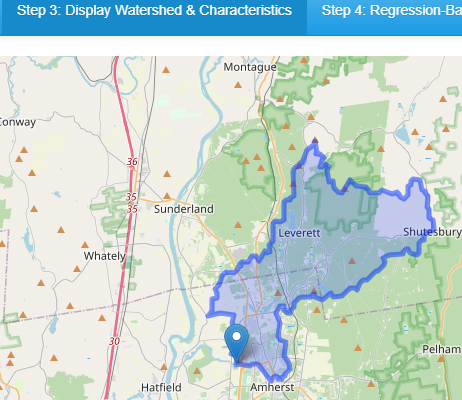 Step 3: Display Watershed & Characteristics
Step 4: Regression-Ba
Montague
onway
36
35
35
Sunderland
Leverett
Shutesbury
Whately
30
Pelham
Hatfield
Amherst